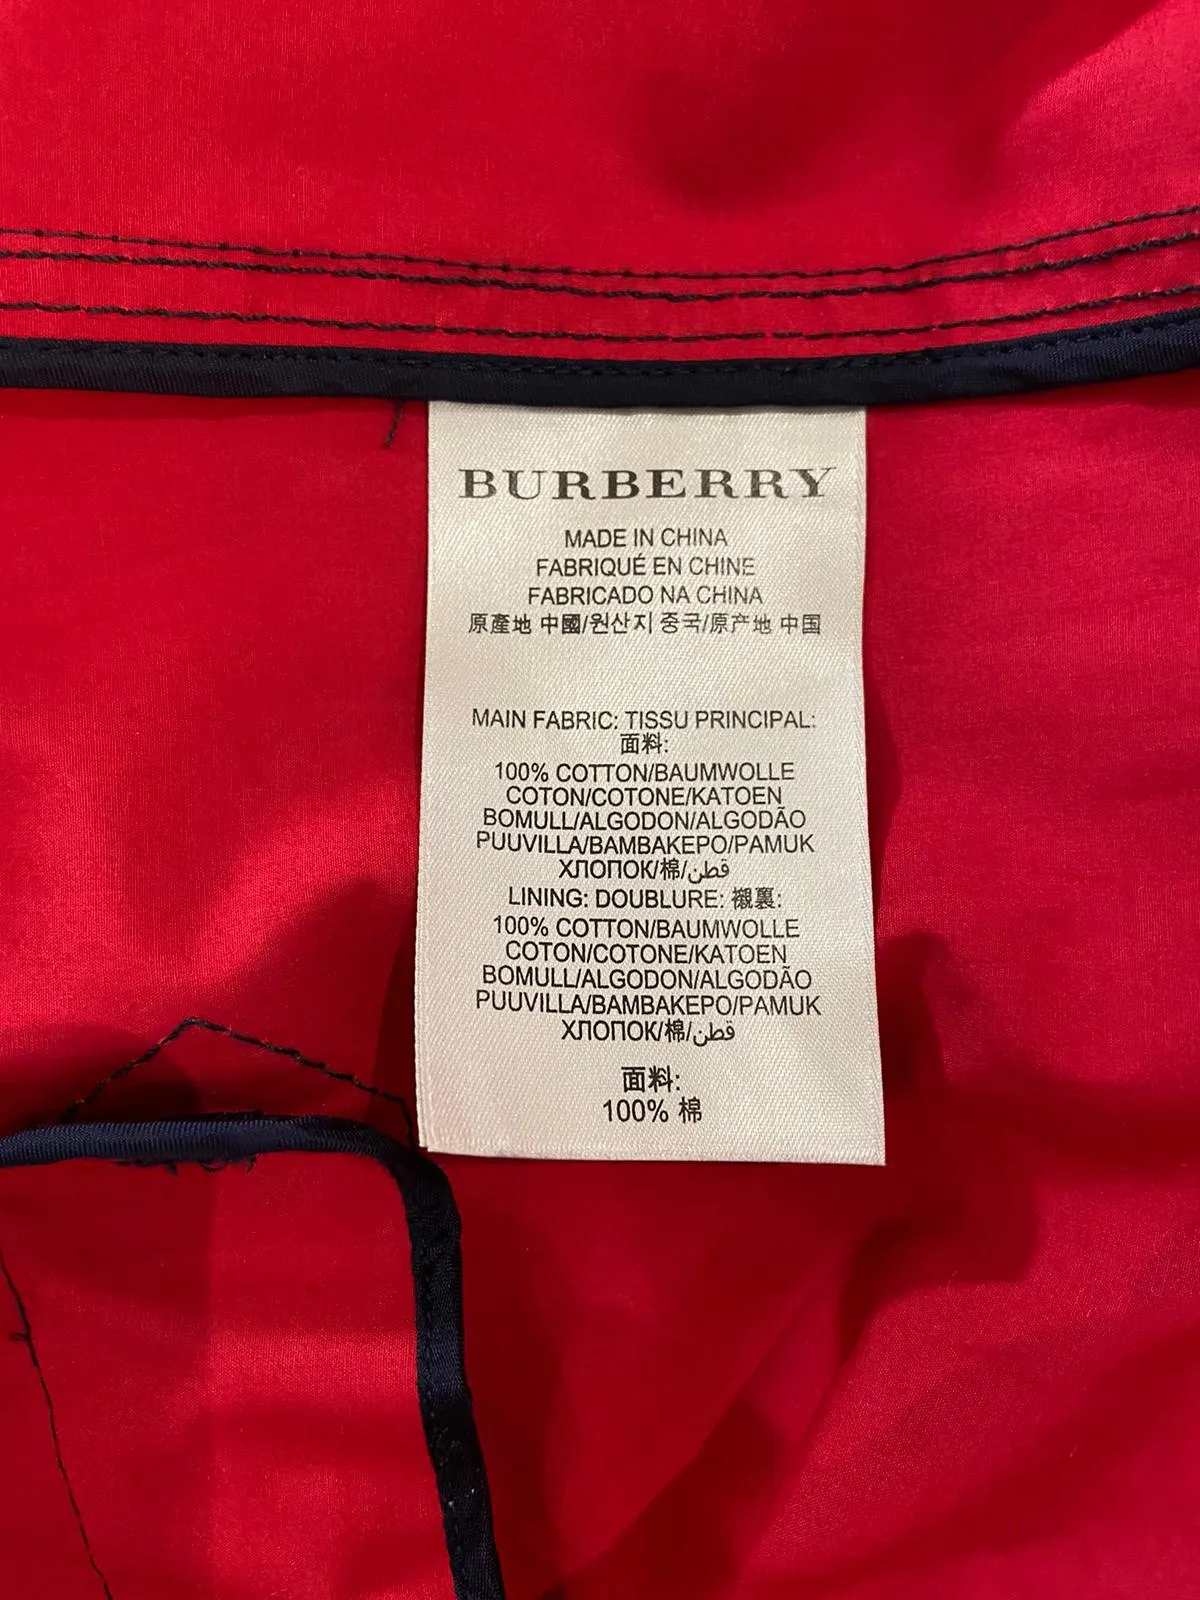 BURBERRY
MADE IN CHINA
FABRIQUÉ EN CHINE
FABRICADO NA CHINA
原產地 中國/원산지 중국/原产地 中国
MAIN FABRIC: TISSU PRINCIPAL:
面料:
100% COTTON/BAUMWOLLE
COTON/COTONE/KATOEN
BOMULL/ALGODON/ALGODÃO
PUUVILLA/BAMBAKEPO/PAMUK
ХЛОПОК/棉/قطن
LINING: DOUBLURE: 襯裏:
100% COTTON/BAUMWOLLE
COTON/COTONE/KATOEN
BOMULL/ALGODON/ALGODÃO
PUUVILLA/BAMBAKEPO/PAMUK
ХЛОПОК/棉/قطن
面料:
100% 棉